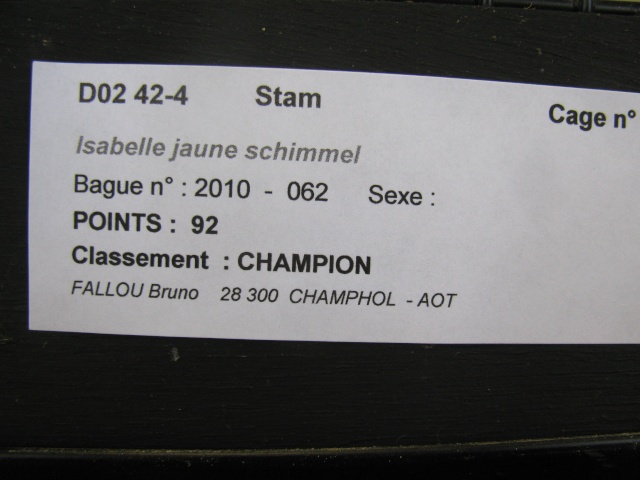 D02 42-4 Stam Cage n°
Isabelle jaune schimmel
Bague n° : 2010 - 062 Sexe :
POINTS : 92
Classement : CHAMPION
FALLOU Bruno 28 300 CHAMPHOL - AOT